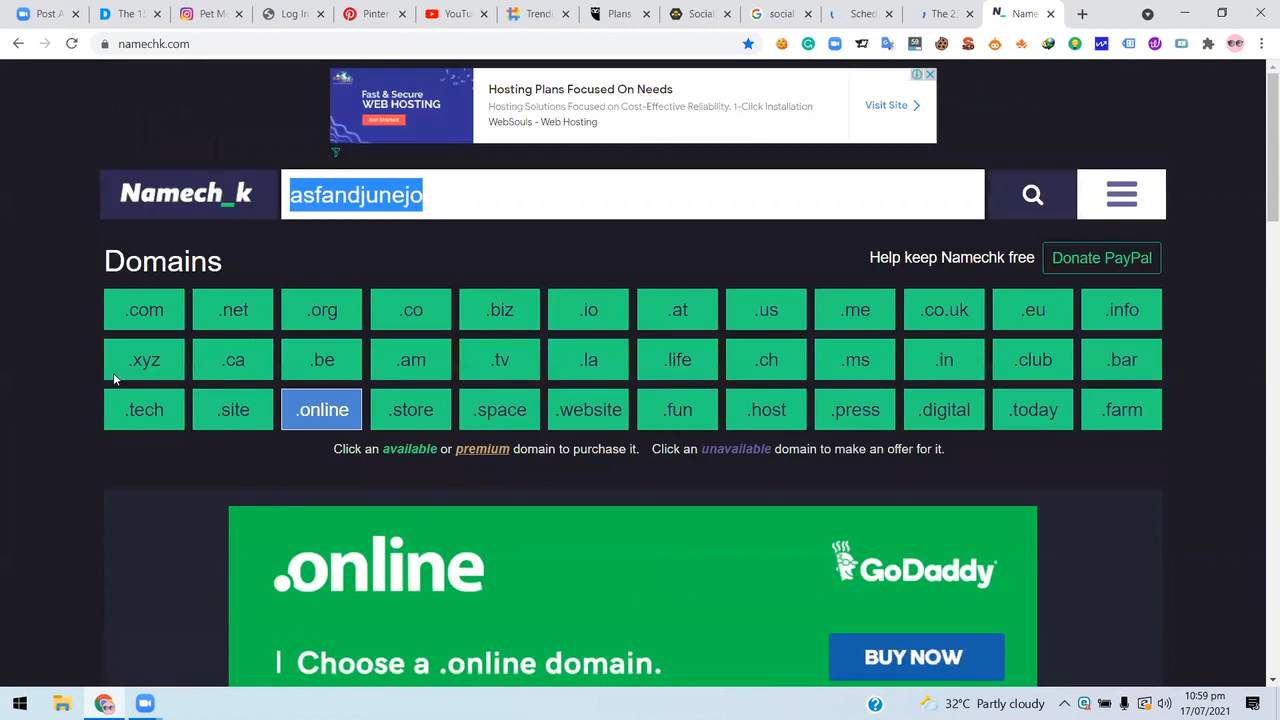 Post A
The 15
Pet M
Log In
Pinter
YouTu
Trendi
Plans
Social
social
Sched
The 2
Name
namechk.com
59
Fast & Secure
WEB HOSTING
Get Started
Hosting Plans Focused On Needs
Hosting Solutions Focused on Cost-Effective Reliability. 1-Click Installation
WebSouls - Web Hosting
Visit Site
Namech_k
asfandjunejo
Domains
Help keep Namechk free
Donate PayPal
.com .net .org .co .biz .io .at .us .me .co.uk .eu .info
.xyz .ca .be .am .tv .la .life .ch .ms .in .club .bar
.tech .site .online .store .space .website .fun .host .press .digital .today .farm
Click an available or premium domain to purchase it. Click an unavailable domain to make an offer for it.
.online
GoDaddy
Choose a .online domain.
BUY NOW
32°C Partly cloudy
10:59 pm
17/07/2021